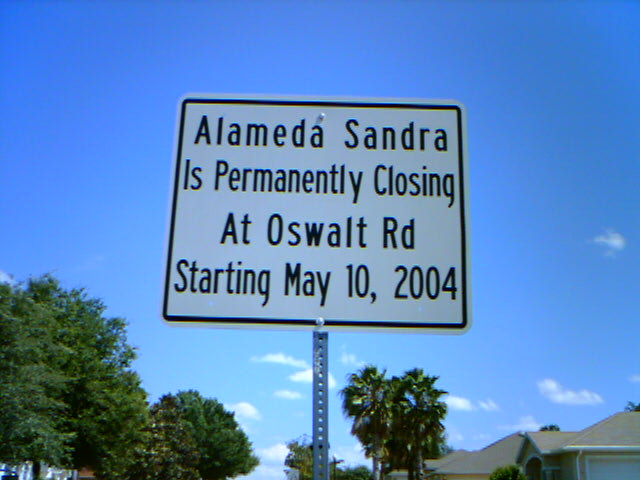 Alameda Sandra
Is Permanently Closing
At Oswalt Rd
Starting May 10, 2004